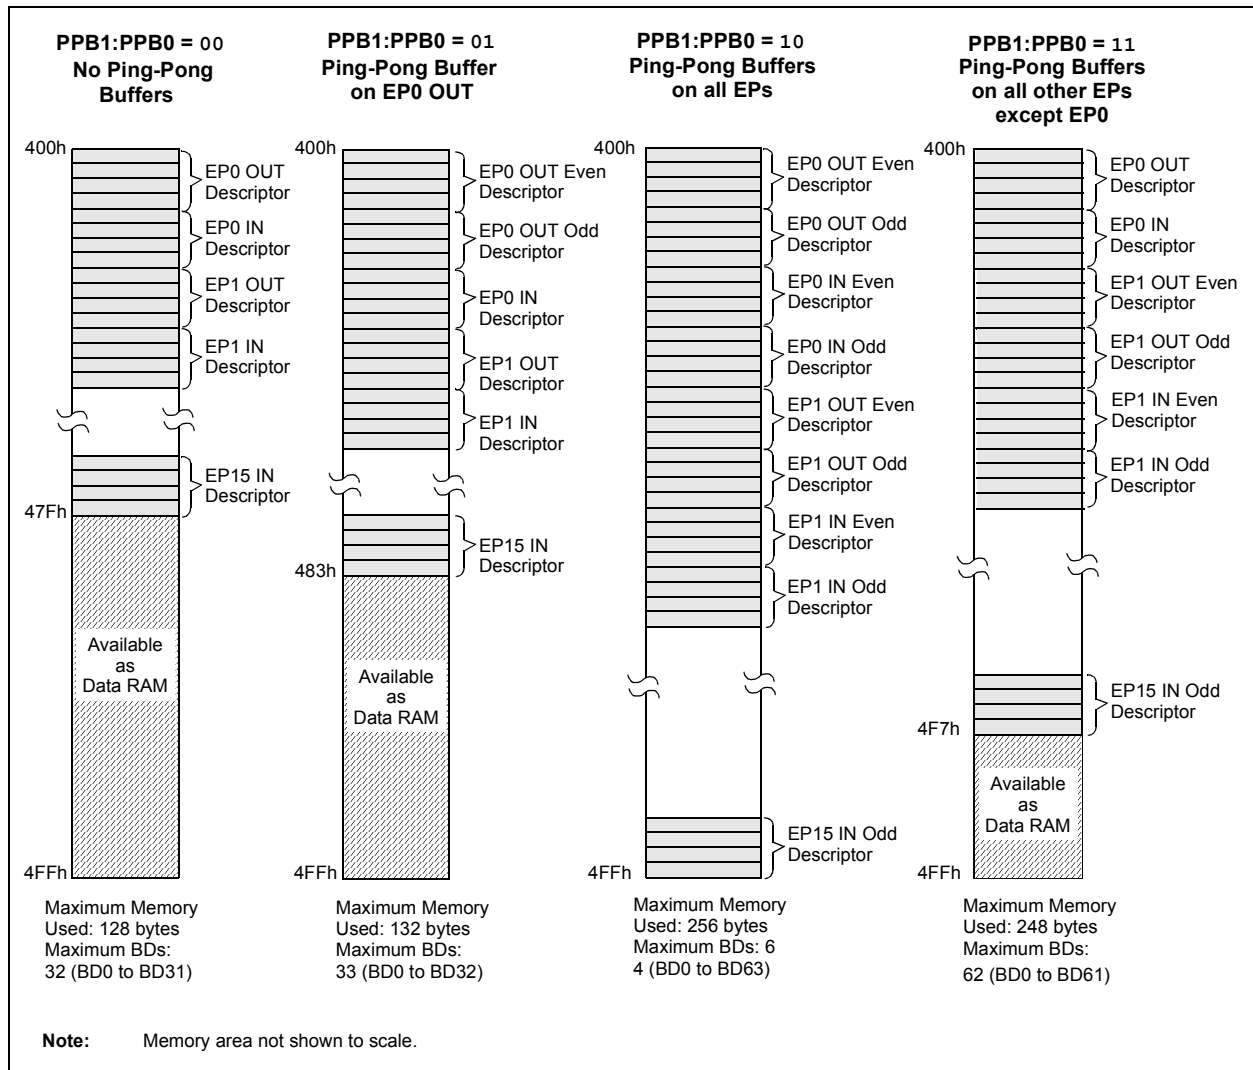 PPB1:PPB0 = 00
No Ping-Pong
Buffers
400h
EP0 OUT
Descriptor
EP0 IN
Descriptor
EP1 OUT
Descriptor
EP1 IN
Descriptor
EP15 IN
Descriptor
47Fh
Available
as
Data RAM
4FFh
Maximum Memory
Used: 128 bytes
Maximum BDs:
32 (BD0 to BD31)
PPB1:PPB0 = 01
Ping-Pong Buffer
on EP0 OUT
400h
EP0 OUT Even
Descriptor
EP0 OUT Odd
Descriptor
EP0 IN
Descriptor
EP1 OUT
Descriptor
EP1 IN
Descriptor
EP15 IN
Descriptor
483h
Available
as
Data RAM
4FFh
Maximum Memory
Used: 132 bytes
Maximum BDs:
33 (BD0 to BD32)
PPB1:PPB0 = 10
Ping-Pong Buffers
on all EPs
400h
EP0 OUT Even
Descriptor
EP0 OUT Odd
Descriptor
EP0 IN Even
Descriptor
EP0 IN Odd
Descriptor
EP1 OUT Even
Descriptor
EP1 OUT Odd
Descriptor
EP1 IN Even
Descriptor
EP1 IN Odd
Descriptor
EP15 IN Odd
Descriptor
4FFh
Maximum Memory
Used: 256 bytes
Maximum BDs: 6
4 (BD0 to BD63)
PPB1:PPB0 = 11
Ping-Pong Buffers
on all other EPs
except EP0
400h
EP0 OUT
Descriptor
EP0 IN
Descriptor
EP1 OUT Even
Descriptor
EP1 OUT Odd
Descriptor
EP1 IN Even
Descriptor
EP1 IN Odd
Descriptor
EP15 IN Odd
Descriptor
4F7h
Available
as
Data RAM
4FFh
Maximum Memory
Used: 248 bytes
Maximum BDs:
62 (BD0 to BD61)
Note: Memory area not shown to scale.